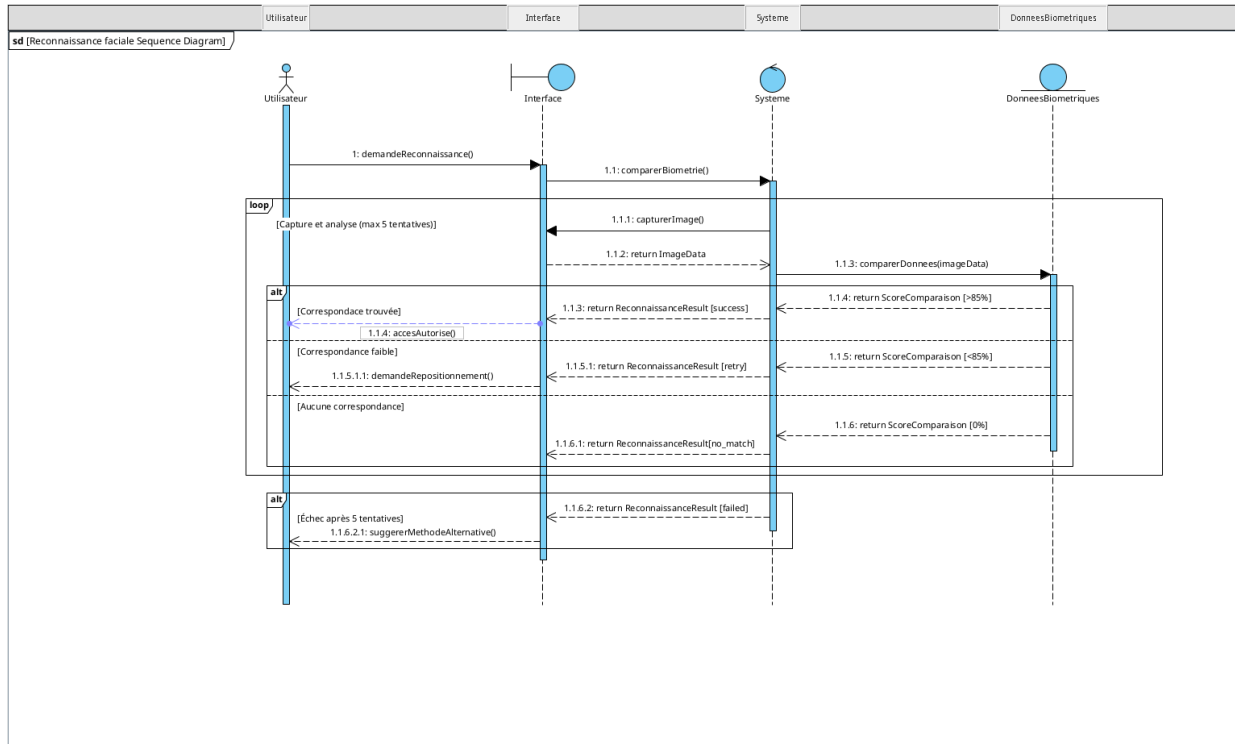 Utilisateur
Interface
Systeme
DonneesBiometriques
sd [Reconnaissance faciale Sequence Diagram]
Utilisateur
Interface
Systeme
DonneesBiometriques
1: demandeReconnaissance()
1.1: comparerBiometrie()
loop
[Capture et analyse (max 5 tentatives)]
1.1.1: capturerImage()
1.1.2: return ImageData
1.1.3: comparerDonnees(imageData)
alt
[Correspondace trouvée]
1.1.4: return ScoreComparaison [>85%]
1.1.3: return ReconnaissanceResult [success]
1.1.4: accesAutorise()
[Correspondance faible]
1.1.5: return ScoreComparaison [<85%]
1.1.5.1: return ReconnaissanceResult [retry]
1.1.5.1.1: demandeRepositionnement()
[Aucune correspondance]
1.1.6: return ScoreComparaison [0%]
1.1.6.1: return ReconnaissanceResult[no_match]
alt
1.1.6.2: return ReconnaissanceResult [failed]
[Échec après 5 tentatives]
1.1.6.2.1: suggererMethodeAlternative()